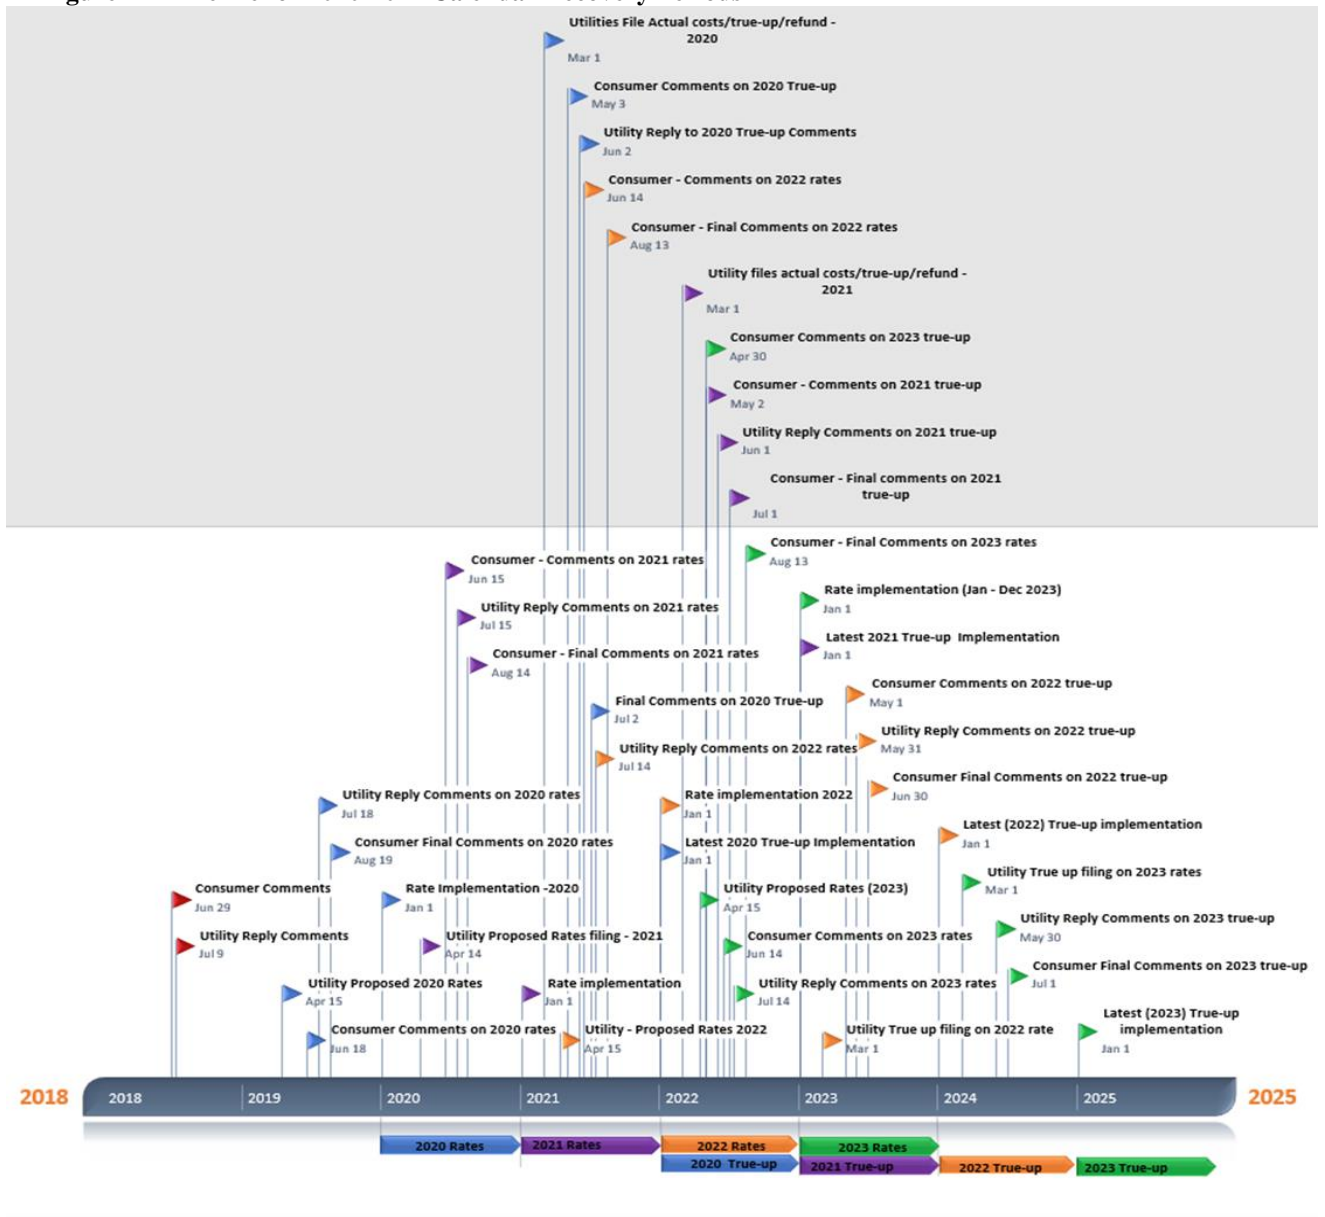 Utilities File Actual costs/true-up/refund -
2020
Mar 1
Consumer Comments on 2020 True-up
May 3
Utility Reply to 2020 True-up Comments
Jun 2
Consumer - Comments on 2022 rates
Jun 14
Consumer - Final Comments on 2022 rates
Aug 13
Utility files actual costs/true-up/refund -
2021
Mar 1
Consumer Comments on 2023 true-up
Apr 30
Consumer - Comments on 2021 true-up
May 2
Utility Reply Comments on 2021 true-up
Jun 1
Consumer - Final comments on 2021
true-up
Jul 1
Consumer - Final Comments on 2023 rates
Aug 13
Consumer - Comments on 2021 rates
Jun 15
Rate implementation (Jan - Dec 2023)
Jan 1
Utility Reply Comments on 2021 rates
Jul 15
Latest 2021 True-up Implementation
Jan 1
Consumer - Final Comments on 2021 rates
Aug 14
Consumer Comments on 2022 true-up
May 1
Final Comments on 2020 True-up
Jul 2
Utility Reply Comments on 2022 true-up
May 31
Utility Reply Comments on 2022 rates
Jul 14
Consumer Final Comments on 2022 true-up
Jun 30
Utility Reply Comments on 2020 rates
Jul 18
Rate implementation 2022
Jan 1
Latest (2022) True-up implementation
Jan 1
Consumer Final Comments on 2020 rates
Aug 19
Latest 2020 True-up Implementation
Jan 1
Utility True up filing on 2023 rates
Mar 1
Consumer Comments
Jun 29
Rate Implementation -2020
Jan 1
Utility Proposed Rates (2023)
Apr 15
Utility Reply Comments on 2023 true-up
May 30
Utility Reply Comments
Jul 9
Utility Proposed Rates filing - 2021
Apr 14
Consumer Comments on 2023 rates
Jun 14
Consumer Final Comments on 2023 true-up
Jul 1
Utility Proposed 2020 Rates
Apr 15
Rate implementation
Jan 1
Utility Reply Comments on 2023 rates
Jul 14
Latest (2023) True-up
implementation
Jan 1
Consumer Comments on 2020 rates
Jun 18
Utility - Proposed Rates 2022
Apr 15
Utility True up filing on 2022 rate
Mar 1
2018 2018 2019 2020 2021 2022 2023 2024 2025 2025
2020 Rates 2021 Rates 2022 Rates 2023 Rates
2020 True-up 2021 True-up 2022 True-up 2023 True-up